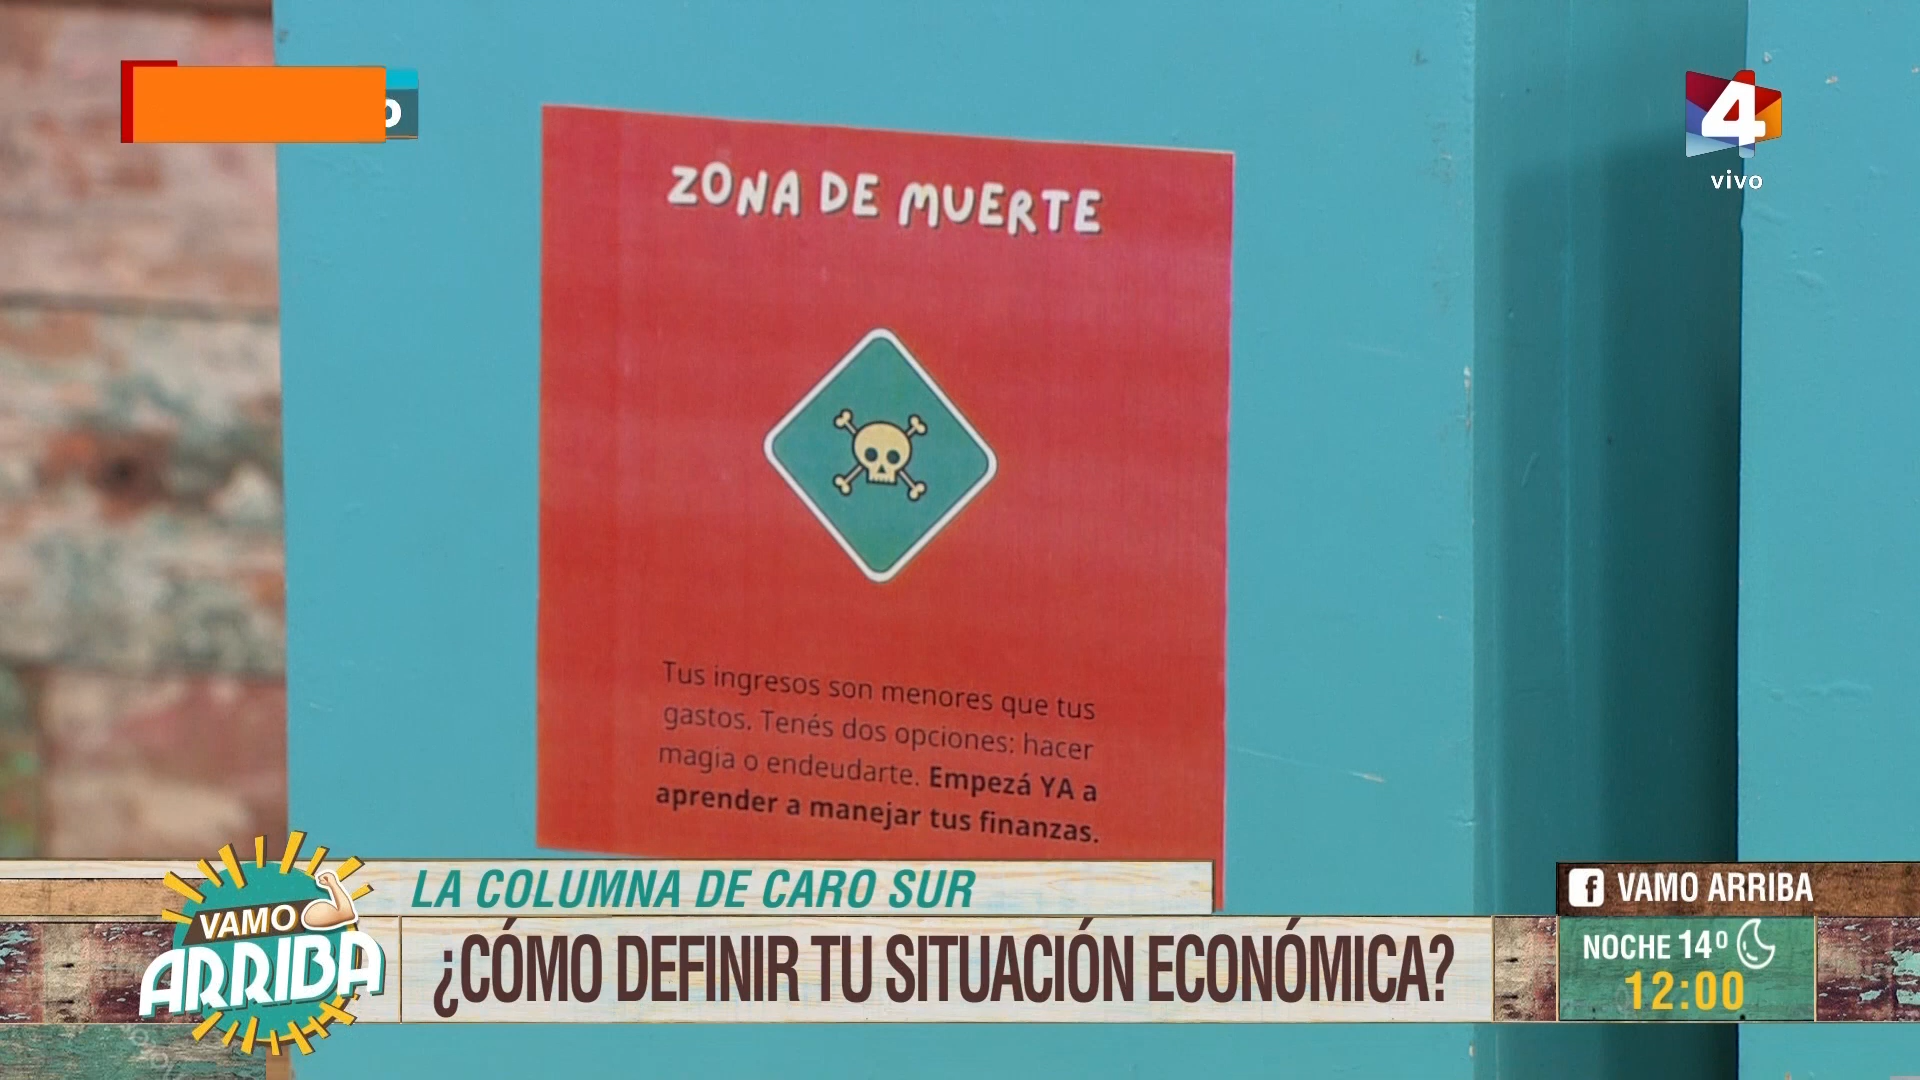 4
vivo
ZONA DE MUERTE
Tus ingresos son menores que tus
gastos. Tenés dos opciones: hacer
magia o endeudarte. Empezá YA a
aprender a manejar tus finanzas.
VAMO
ARRIBA
LA COLUMNA DE CARO SUR
¿CÓMO DEFINIR TU SITUACIÓN ECONÓMICA?
f VAMO ARRIBA
NOCHE 14º
12:00